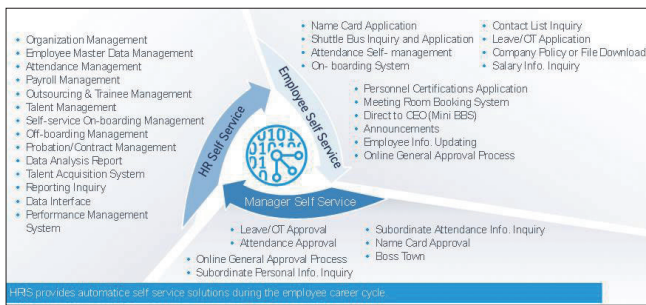 • Organization Management
• Employee Master Data Management
• Attendance Management
• Payroll Management
• Outsourcing & Trainee Management
• Talent Management
• Self-service On-boarding Management
• Off-boarding Management
• Probation/Contract Management
• Data Analysis Report
• Talent Acquisition System
• Reporting Inquiry
• Data Interface
• Performance Management
System
HR Self Service
Employee Self Service
Manager Self Service
• Name Card Application
• Shuttle Bus Inquiry and Application
• Attendance Self- management
• On- boarding System
• Contact List Inquiry
• Leave/OT Application
• Company Policy or File Download
• Salary Info. Inquiry
• Personnel Certifications Application
• Meeting Room Booking System
• Direct to CEO (Mini BBS)
• Announcements
• Employee Info. Updating
• Online General Approval Process
• Leave/OT Approval
• Attendance Approval
• Online General Approval Process
• Subordinate Personal Info. Inquiry
• Subordinate Attendance Info. Inquiry
• Name Card Approval
• Boss Town
HRIS provides automatice self service solutions during the employee career cycle.